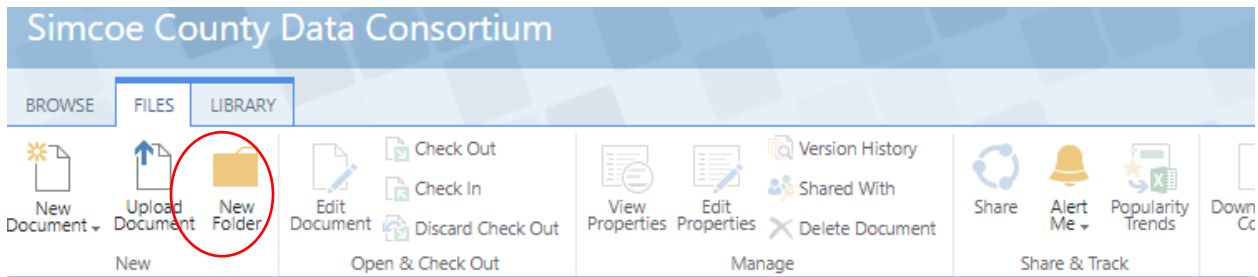 Simcoe County Data Consortium
BROWSE FILES LIBRARY
New
Document
Upload
Document
New
Folder
Edit
Document
Check Out
Check In
Discard Check Out
View
Properties
Edit
Properties
Version History
Shared With
Delete Document
Share
Alert
Me
Popularity
Trends
New
Open & Check Out
Manage
Share & Track